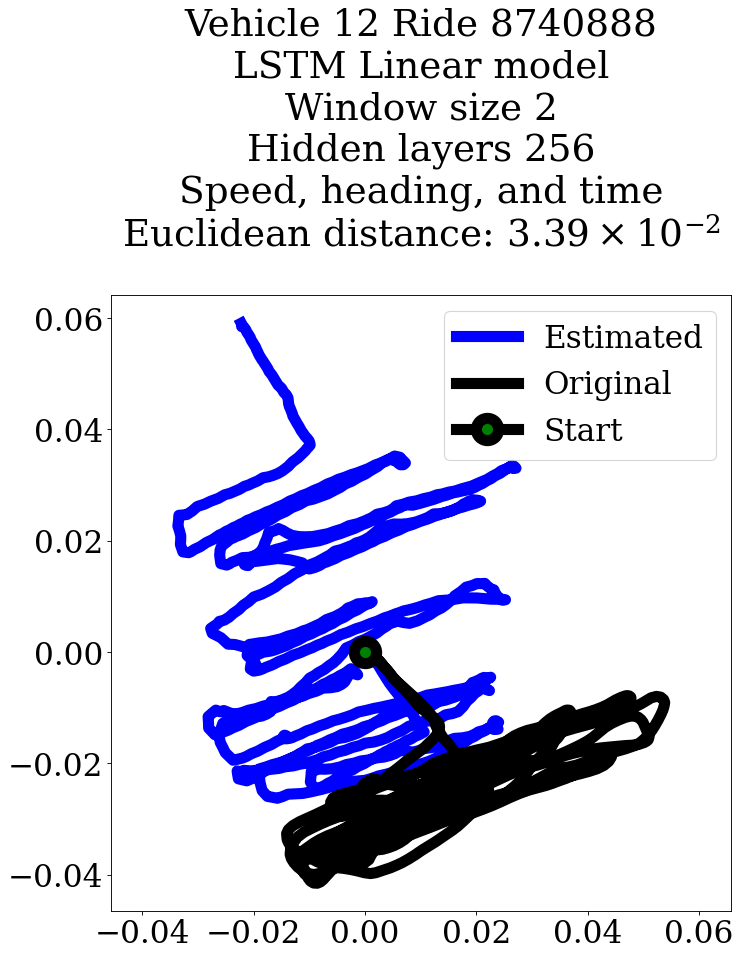 Vehicle 12 Ride 8740888
LSTM Linear model
Window size 2
Hidden layers 256
Speed, heading, and time
Euclidean distance: 3.39 × 10⁻²
Estimated
Original
Start
0.06
0.04
0.02
0.00
−0.02
−0.04
−0.04 −0.02 0.00 0.02 0.04 0.06